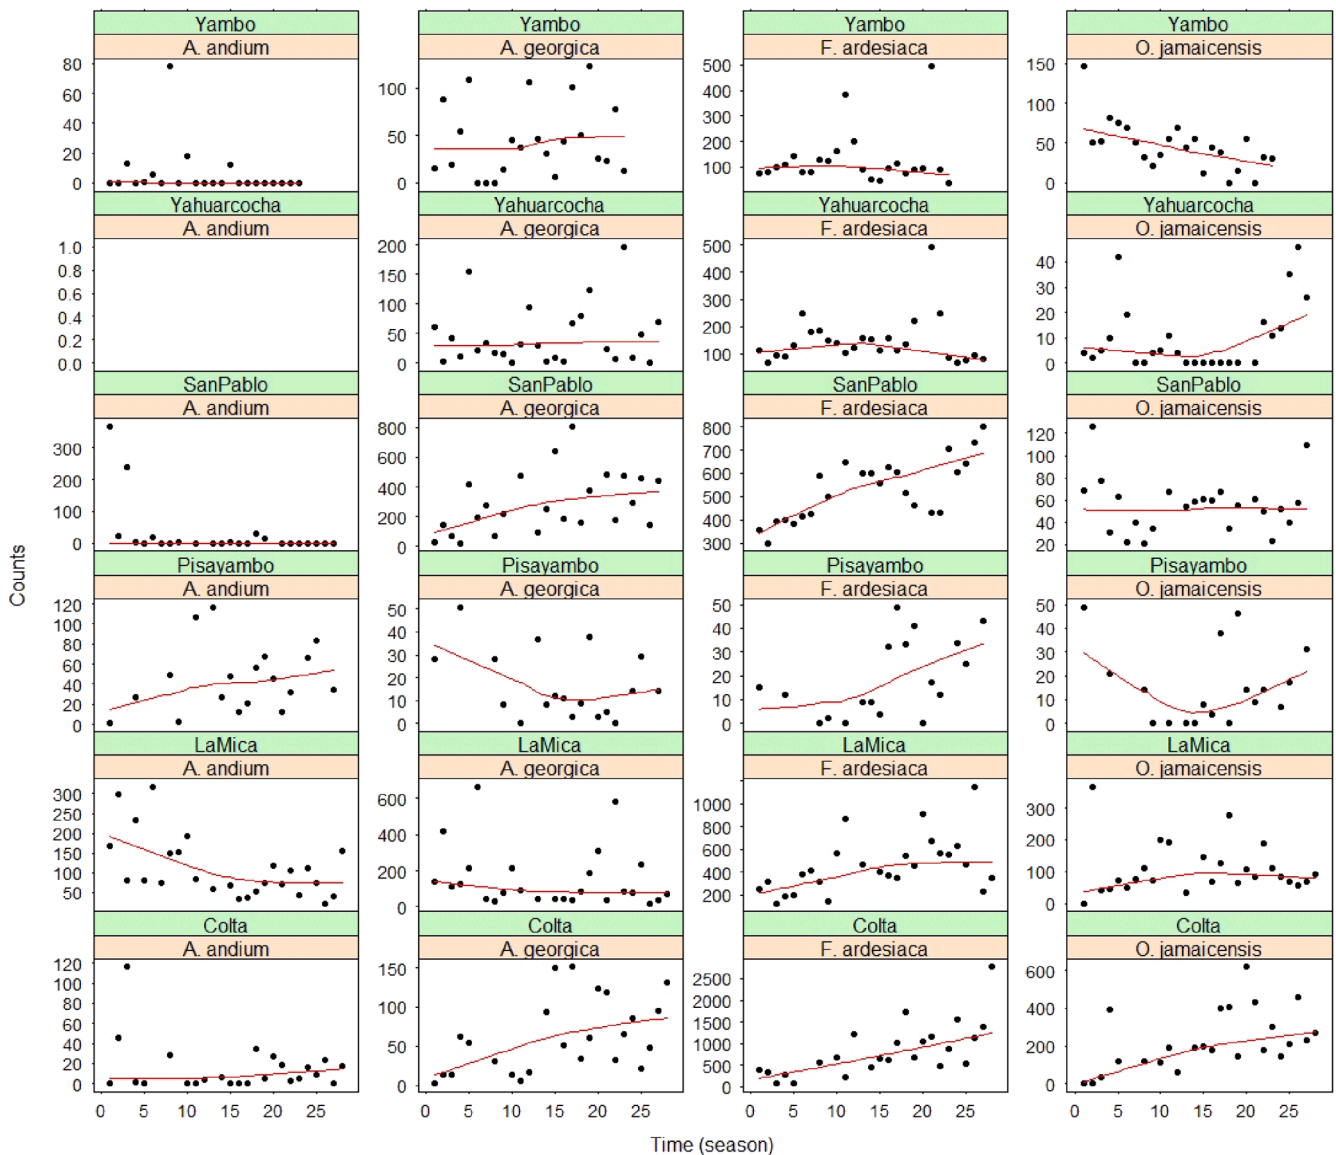 Yambo Yambo Yambo Yambo
A. andium A. georgica F. ardesiaca O. jamaicensis
80 60 40 20 0
100 50 0
500 400 300 200 100
150 100 50 0
Yahuarcocha Yahuarcocha Yahuarcocha Yahuarcocha
A. andium A. georgica F. ardesiaca O. jamaicensis
1.0 0.8 0.6 0.4 0.2 0.0
200 150 100 50 0
500 400 300 200 100
40 30 20 10 0
SanPablo SanPablo SanPablo SanPablo
A. andium A. georgica F. ardesiaca O. jamaicensis
300 200 100 0
800 600 400 200 0
800 700 600 500 400 300
120 100 80 60 40 20
Counts
Pisayambo Pisayambo Pisayambo Pisayambo
A. andium A. georgica F. ardesiaca O. jamaicensis
120 100 80 60 40 20 0
50 40 30 20 10 0
50 40 30 20 10 0
50 40 30 20 10 0
LaMica LaMica LaMica LaMica
A. andium A. georgica F. ardesiaca O. jamaicensis
300 250 200 150 100 50
600 400 200 0
1000 800 600 400 200
300 200 100 0
Colta Colta Colta Colta
A. andium A. georgica F. ardesiaca O. jamaicensis
120 100 80 60 40 20 0
150 100 50 0
2500 2000 1500 1000 500 0
600 400 200 0
0 5 10 15 20 25 0 5 10 15 20 25 0 5 10 15 20 25 0 5 10 15 20 25
Time (season)